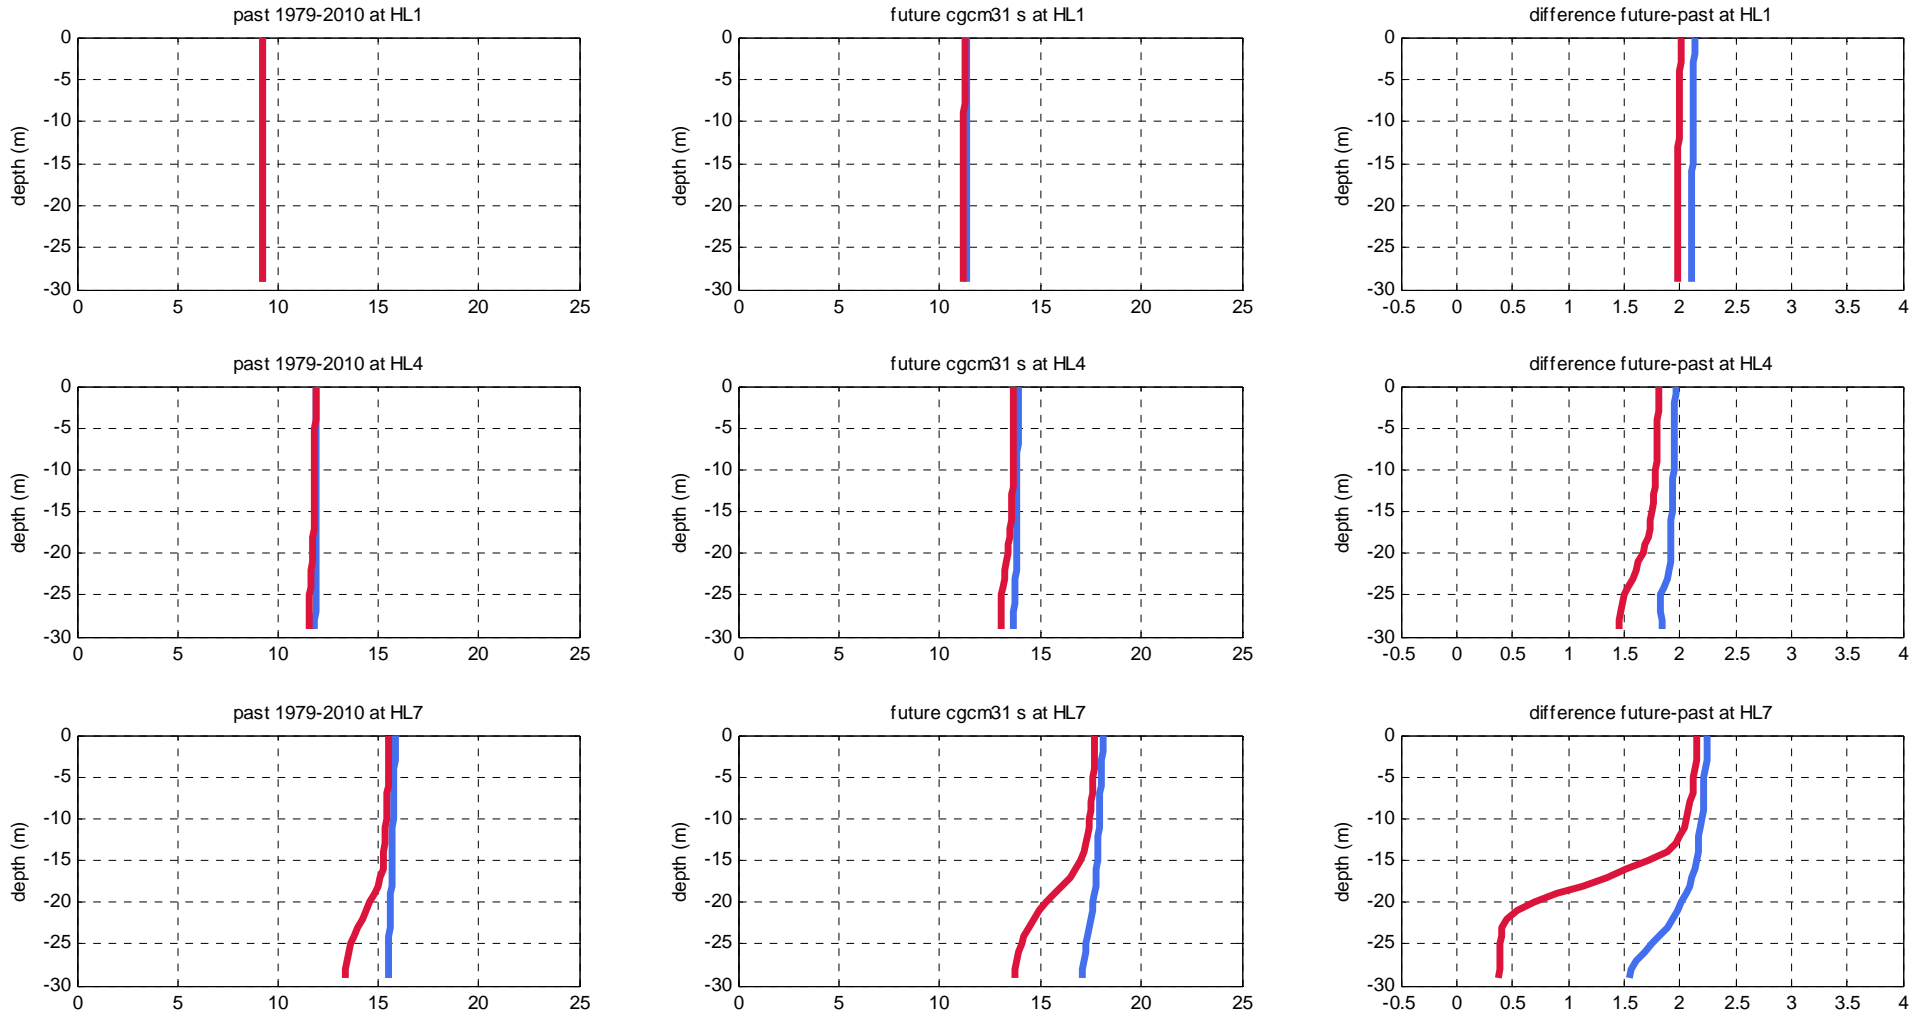 past 1979-2010 at HL1
future cgcm31 s at HL1
difference future-past at HL1
0
-5
-10
-15
-20
-25
-30
depth (m)
0 5 10 15 20 25
0
-5
-10
-15
-20
-25
-30
depth (m)
0 5 10 15 20 25
0
-5
-10
-15
-20
-25
-30
depth (m)
-0.5 0 0.5 1 1.5 2 2.5 3 3.5 4
past 1979-2010 at HL4
future cgcm31 s at HL4
difference future-past at HL4
0
-5
-10
-15
-20
-25
-30
depth (m)
0 5 10 15 20 25
0
-5
-10
-15
-20
-25
-30
depth (m)
0 5 10 15 20 25
0
-5
-10
-15
-20
-25
-30
depth (m)
-0.5 0 0.5 1 1.5 2 2.5 3 3.5 4
past 1979-2010 at HL7
future cgcm31 s at HL7
difference future-past at HL7
0
-5
-10
-15
-20
-25
-30
depth (m)
0 5 10 15 20 25
0
-5
-10
-15
-20
-25
-30
depth (m)
0 5 10 15 20 25
0
-5
-10
-15
-20
-25
-30
depth (m)
-0.5 0 0.5 1 1.5 2 2.5 3 3.5 4